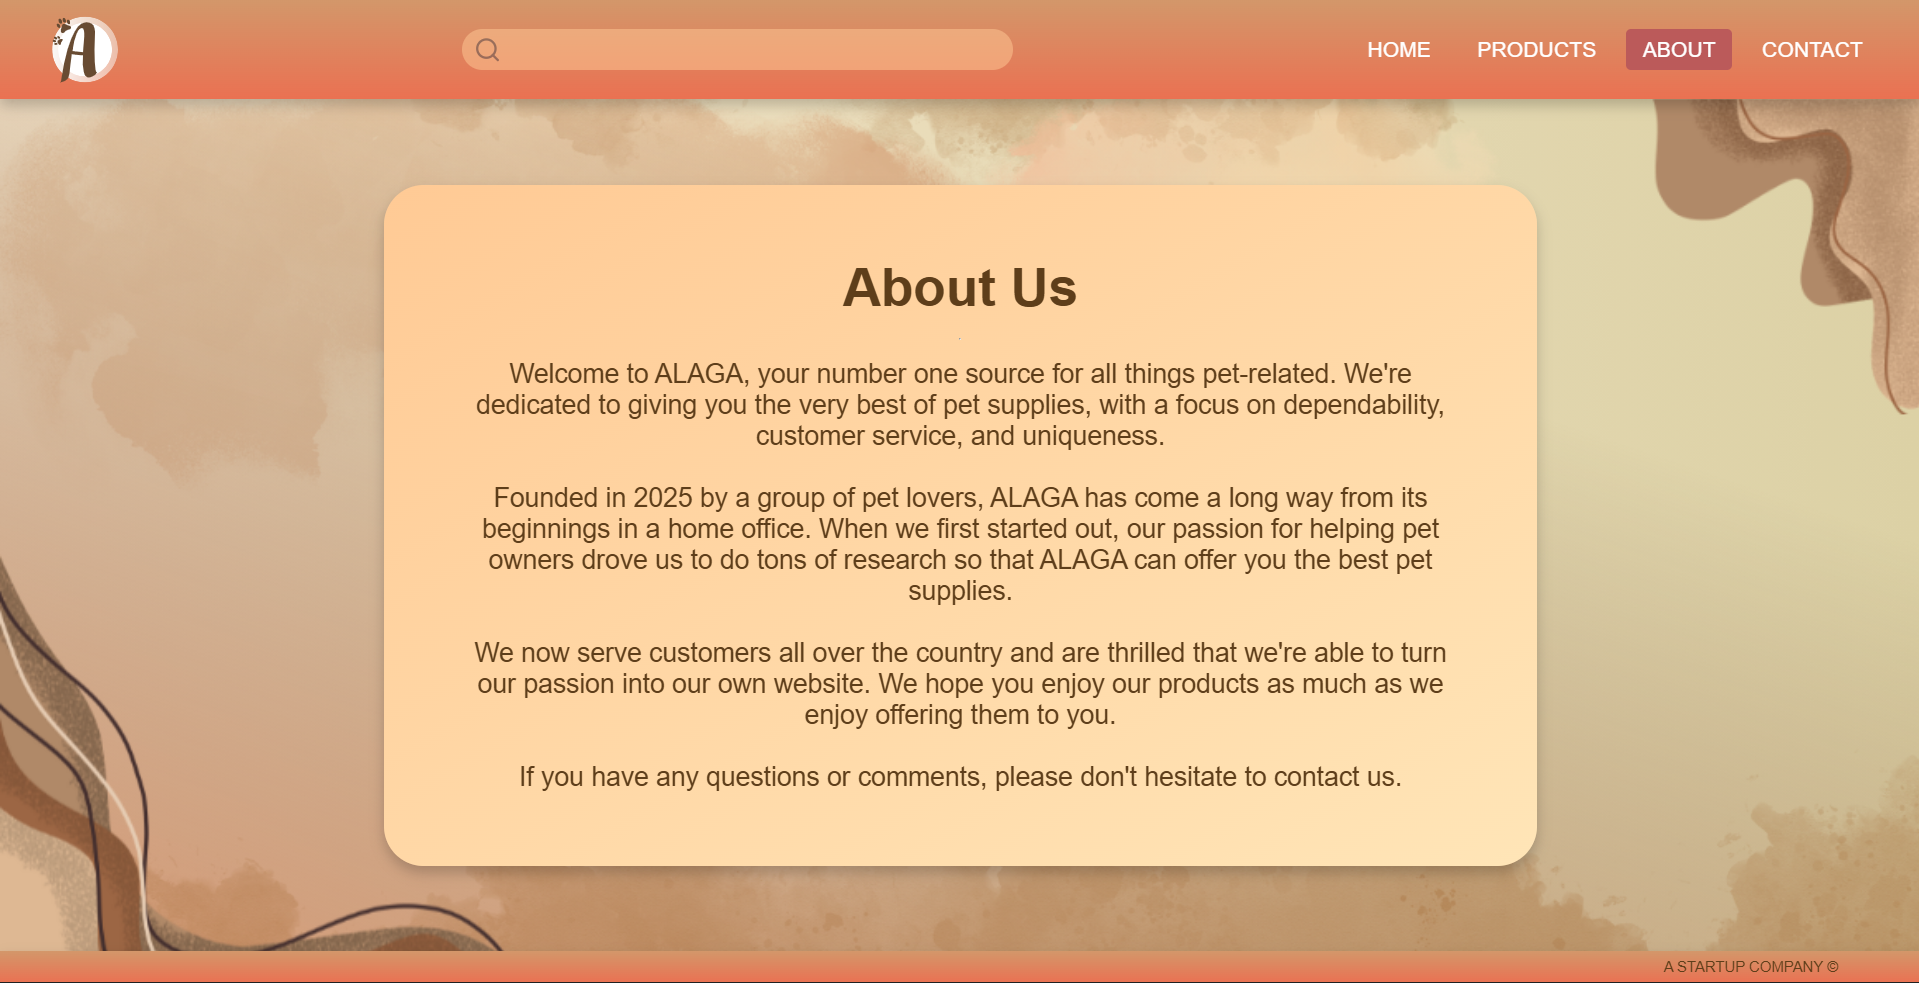 A
HOME PRODUCTS ABOUT CONTACT
About Us
Welcome to ALAGA, your number one source for all things pet-related. We're
dedicated to giving you the very best of pet supplies, with a focus on dependability,
customer service, and uniqueness.
Founded in 2025 by a group of pet lovers, ALAGA has come a long way from its
beginnings in a home office. When we first started out, our passion for helping pet
owners drove us to do tons of research so that ALAGA can offer you the best pet
supplies.
We now serve customers all over the country and are thrilled that we're able to turn
our passion into our own website. We hope you enjoy our products as much as we
enjoy offering them to you.
If you have any questions or comments, please don't hesitate to contact us.
A STARTUP COMPANY ©